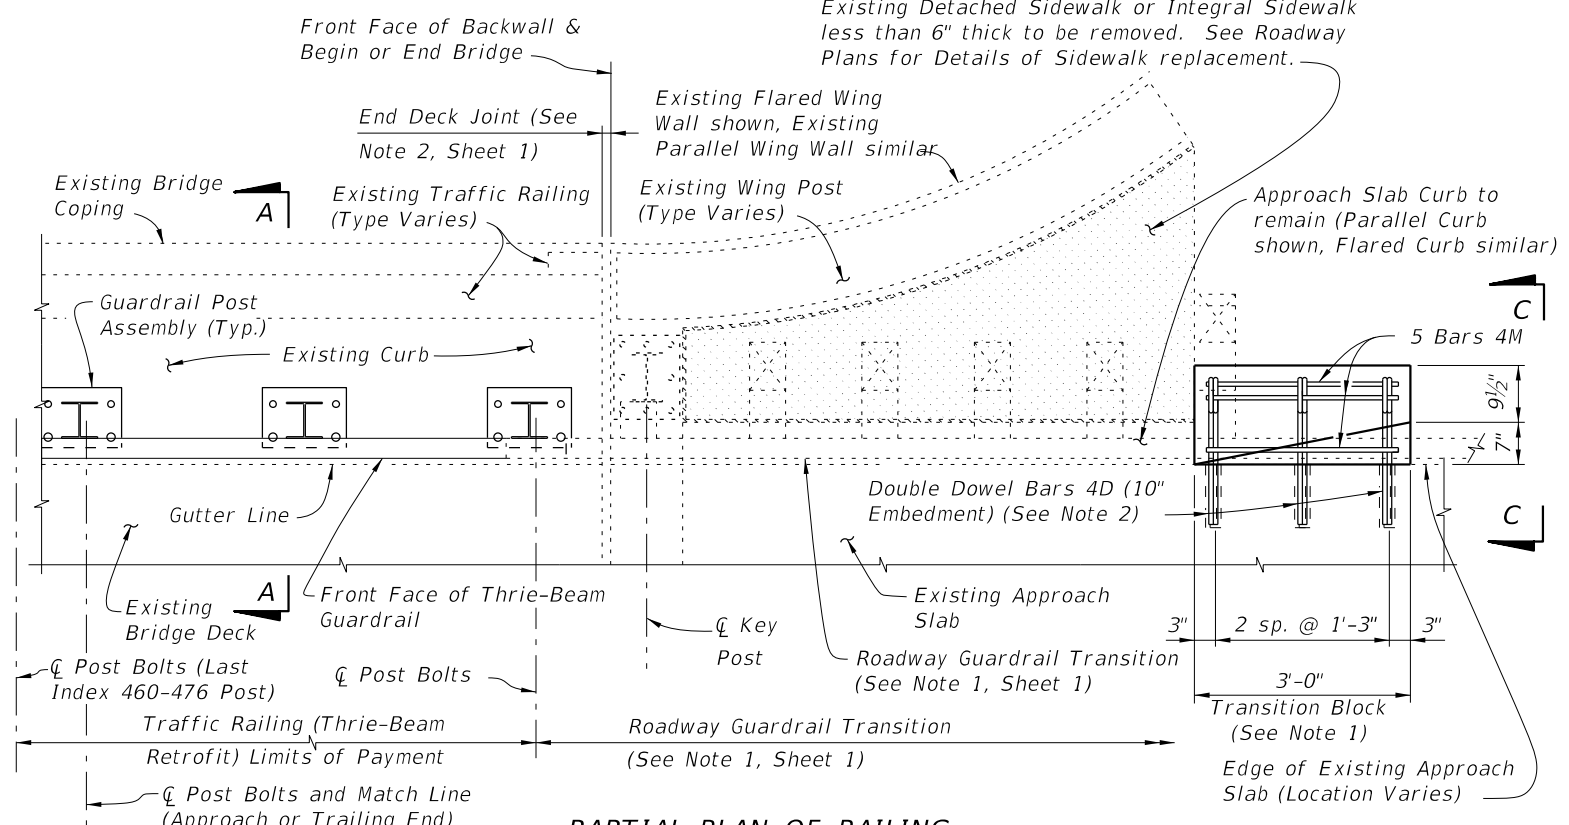 Front Face of Backwall &
Begin or End Bridge
Existing Detached Sidewalk or Integral Sidewalk
less than 6" thick to be removed.  See Roadway
Plans for Details of Sidewalk replacement.
End Deck Joint (See
Note 2, Sheet 1)
Existing Flared Wing
Wall shown, Existing
Parallel Wing Wall similar
Existing Bridge
Coping
A
Existing Traffic Railing
(Type Varies)
Existing Wing Post
(Type Varies)
Approach Slab Curb to
remain (Parallel Curb
shown, Flared Curb similar)
Guardrail Post
Assembly (Typ.)
Existing Curb
C
5 Bars 4M
9½"
7"
Gutter Line
Double Dowel Bars 4D (10"
Embedment) (See Note 2)
C
Existing
Bridge Deck
A
Front Face of Thrie-Beam
Guardrail
Existing Approach
Slab
℄ Key
Post
3"
2 sp. @ 1'-3"
3"
℄ Post Bolts (Last
Index 460-476 Post)
℄ Post Bolts
Roadway Guardrail Transition
(See Note 1, Sheet 1)
3'-0"
Transition Block
(See Note 1)
Traffic Railing (Thrie-Beam
Retrofit) Limits of Payment
Roadway Guardrail Transition
(See Note 1, Sheet 1)
Edge of Existing Approach
Slab (Location Varies)
℄ Post Bolts and Match Line
(Approach or Trailing End)
PARTIAL PLAN OF RAILING